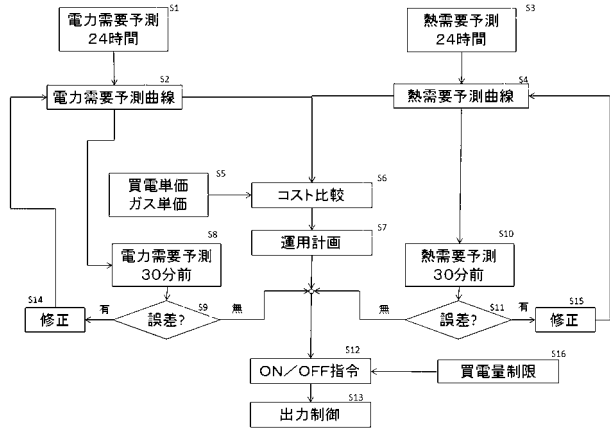 S1
電力需要予測
24時間
S3
熱需要予測
24時間
S2
電力需要予測曲線
S4
熱需要予測曲線
S5
買電単価
ガス単価
S6
コスト比較
S7
運用計画
S8
電力需要予測
30分前
S10
熱需要予測
30分前
S14
修正
有
S9
誤差?
無
無
S11
誤差?
有
S15
修正
S12
ON/OFF指令
S16
買電量制限
S13
出力制御